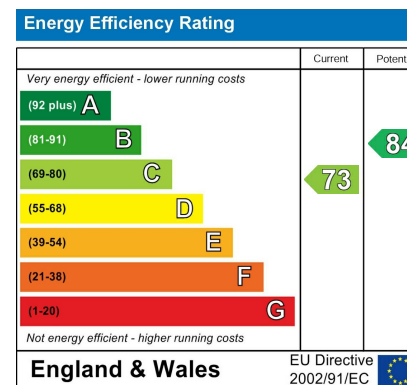 Energy Efficiency Rating
Current Potent
Very energy efficient - lower running costs
(92 plus) A
(81-91) B 84
(69-80) C 73
(55-68) D
(39-54) E
(21-38) F
(1-20) G
Not energy efficient - higher running costs
England & Wales
EU Directive
2002/91/EC